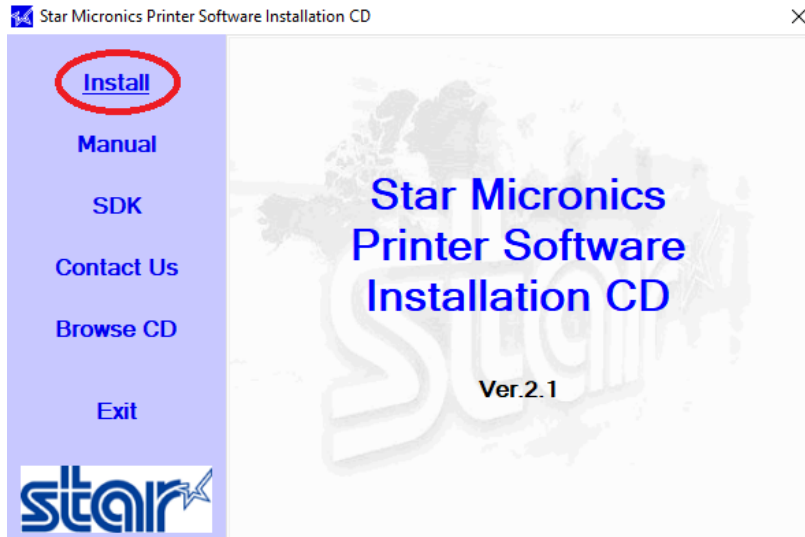 Star Micronics Printer Software Installation CD
Install
Manual
SDK
Contact Us
Browse CD
Exit
star
Star Micronics
Printer Software
Installation CD
Ver.2.1
star